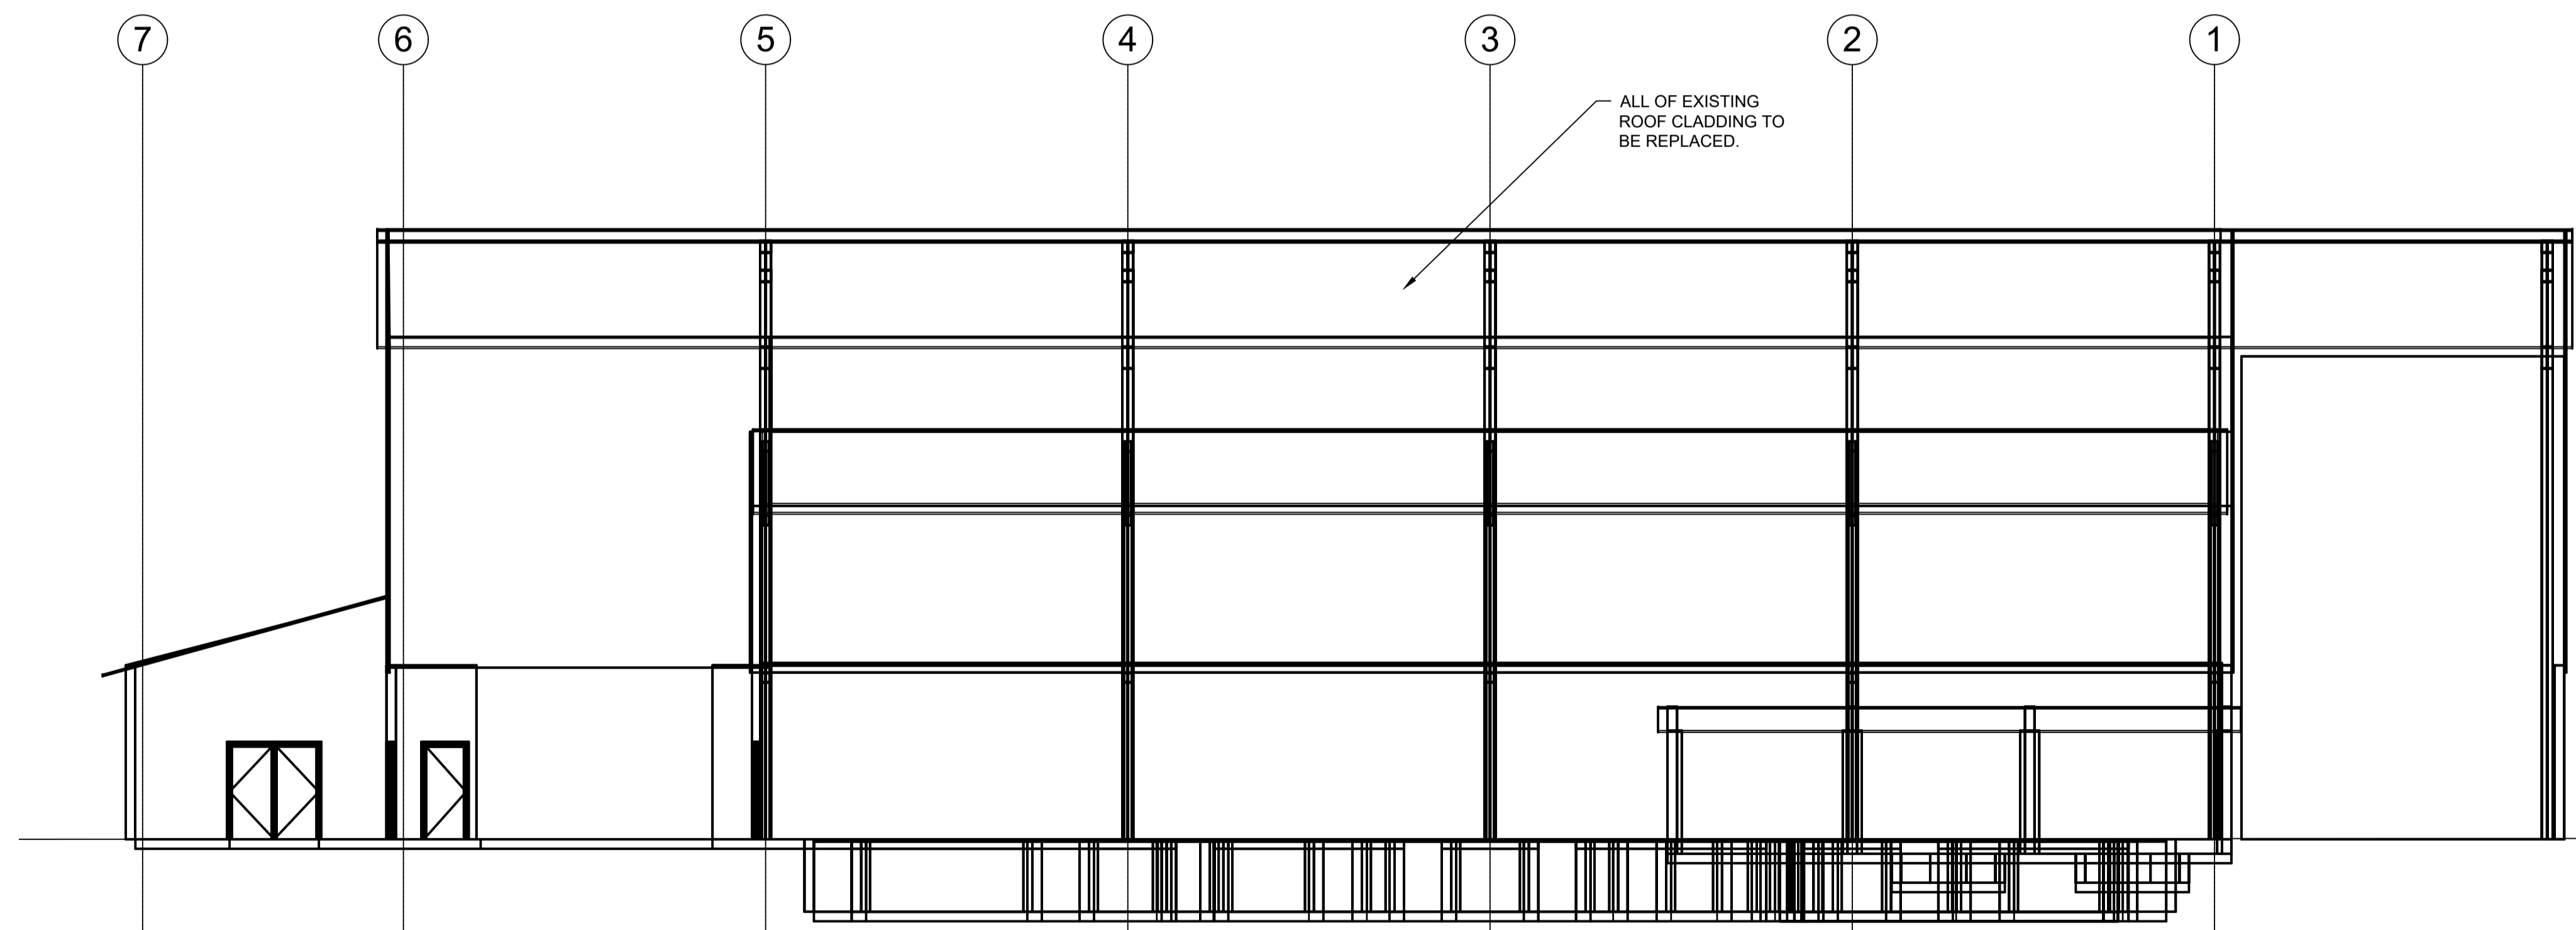 7 6 5 4 3 2 1
ALL OF EXISTING
ROOF CLADDING TO
BE REPLACED.